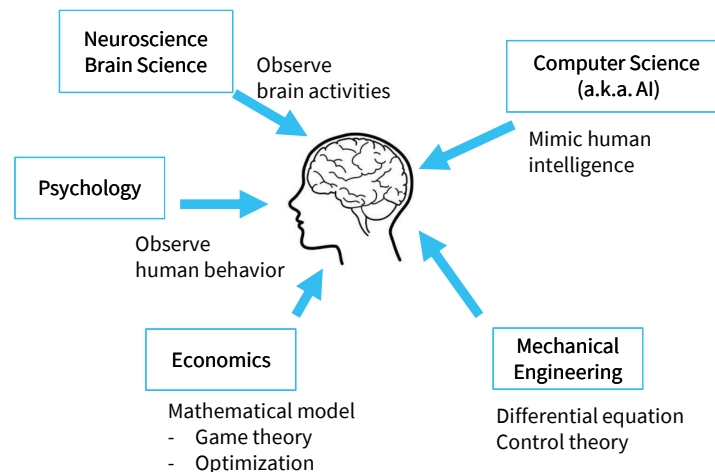 Neuroscience
Brain Science
Observe
brain activities
Computer Science
(a.k.a. AI)
Mimic human
intelligence
Psychology
Observe
human behavior
Economics
Mathematical model
- Game theory
- Optimization
Mechanical
Engineering
Differential equation
Control theory